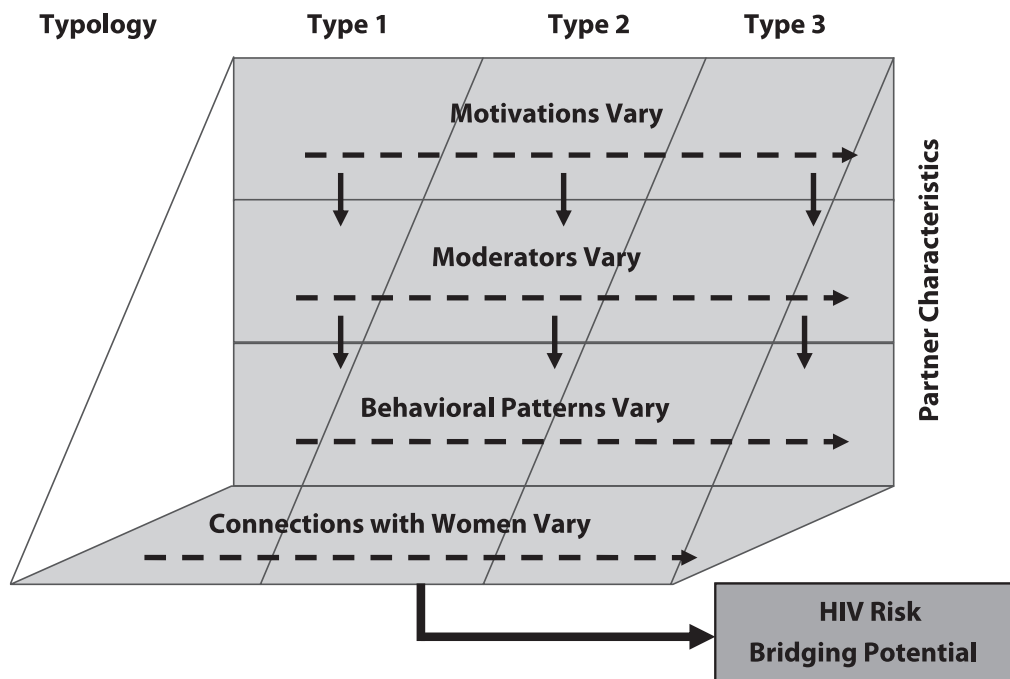 Typology
Type 1
Type 2
Type 3
Motivations Vary
Moderators Vary
Behavioral Patterns Vary
Connections with Women Vary
Partner Characteristics
HIV Risk
Bridging Potential